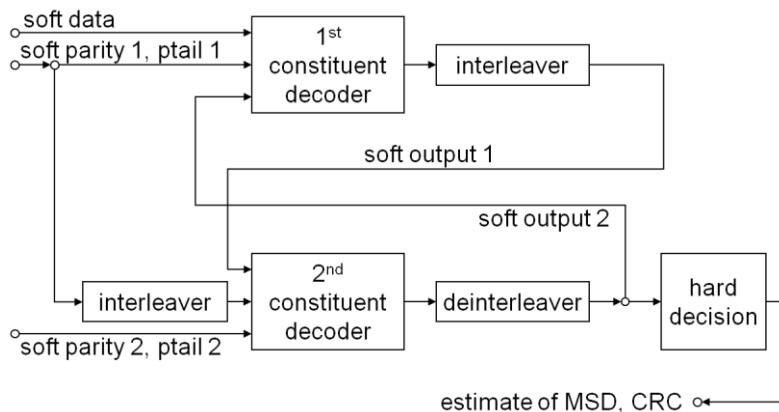 soft data
soft parity 1, ptail 1
1st
constituent
decoder
interleaver
soft output 1
soft output 2
2nd
constituent
decoder
interleaver
deinterleaver
hard
decision
soft parity 2, ptail 2
estimate of MSD, CRC